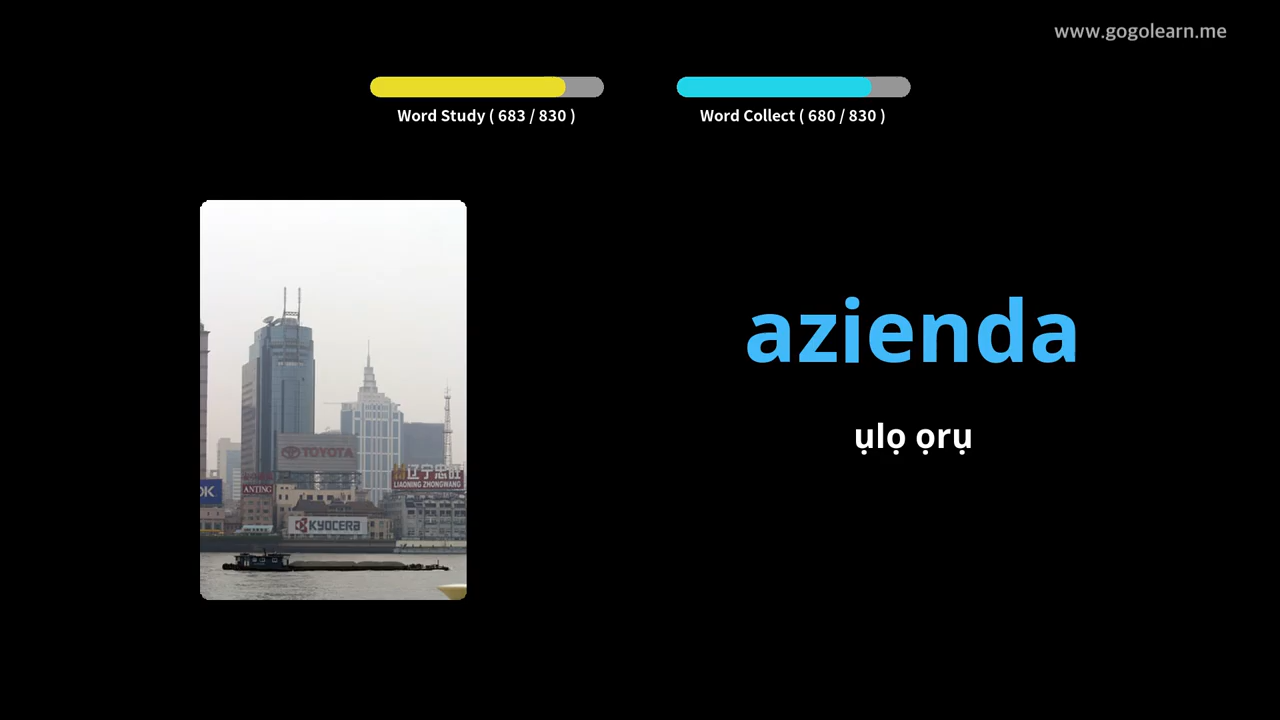 www.gogolearn.me
Word Study ( 683 / 830 )
Word Collect ( 680 / 830 )
azienda
ụlọ ọrụ
TOYOTA
OK
ANTING
辽宁忠旺
LIAONING ZHONGWANG
KYOCERA